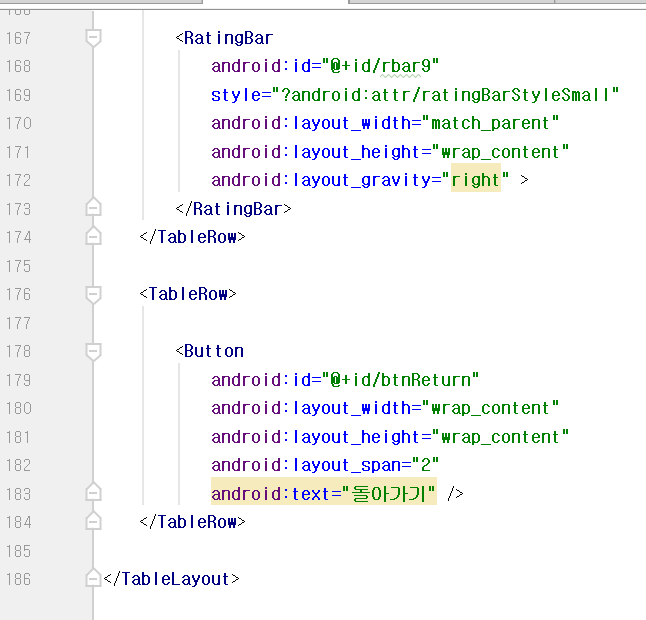 167 <RatingBar
168 android:id="@+id/rbar9"
169 style="?android:attr/ratingBarStyleSmall"
170 android:layout_width="match_parent"
171 android:layout_height="wrap_content"
172 android:layout_gravity="right" >
173 </RatingBar>
174 </TableRow>
175
176 <TableRow>
177
178 <Button
179 android:id="@+id/btnReturn"
180 android:layout_width="wrap_content"
181 android:layout_height="wrap_content"
182 android:layout_span="2"
183 android:text="돌아가기" />
184 </TableRow>
185
186 </TableLayout>